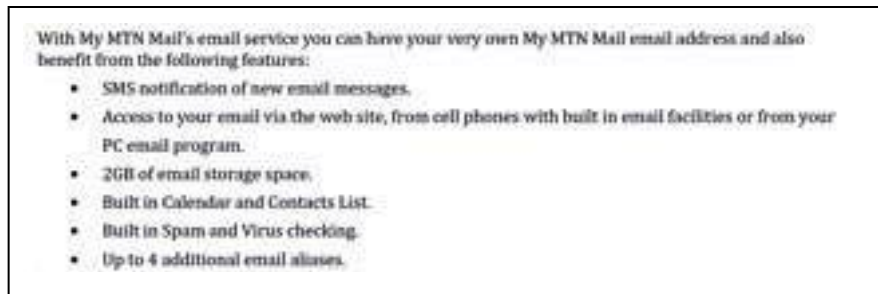 With My MTN Mail's email service you can have your very own My MTN Mail email address and also
benefit from the following features:
• SMS notification of new email messages.
• Access to your email via the web site, from cell phones with built in email facilities or from your
PC email program.
• 2GB of email storage space.
• Built in Calendar and Contacts List.
• Built in Spam and Virus checking.
• Up to 4 additional email aliases.